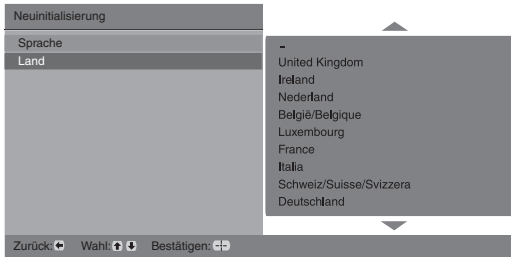 Neuinitialisierung
Sprache
Land
-
United Kingdom
Ireland
Nederland
België/Belgique
Luxembourg
France
Italia
Schweiz/Suisse/Svizzera
Deutschland
Zurück: Wahl: Bestätigen: